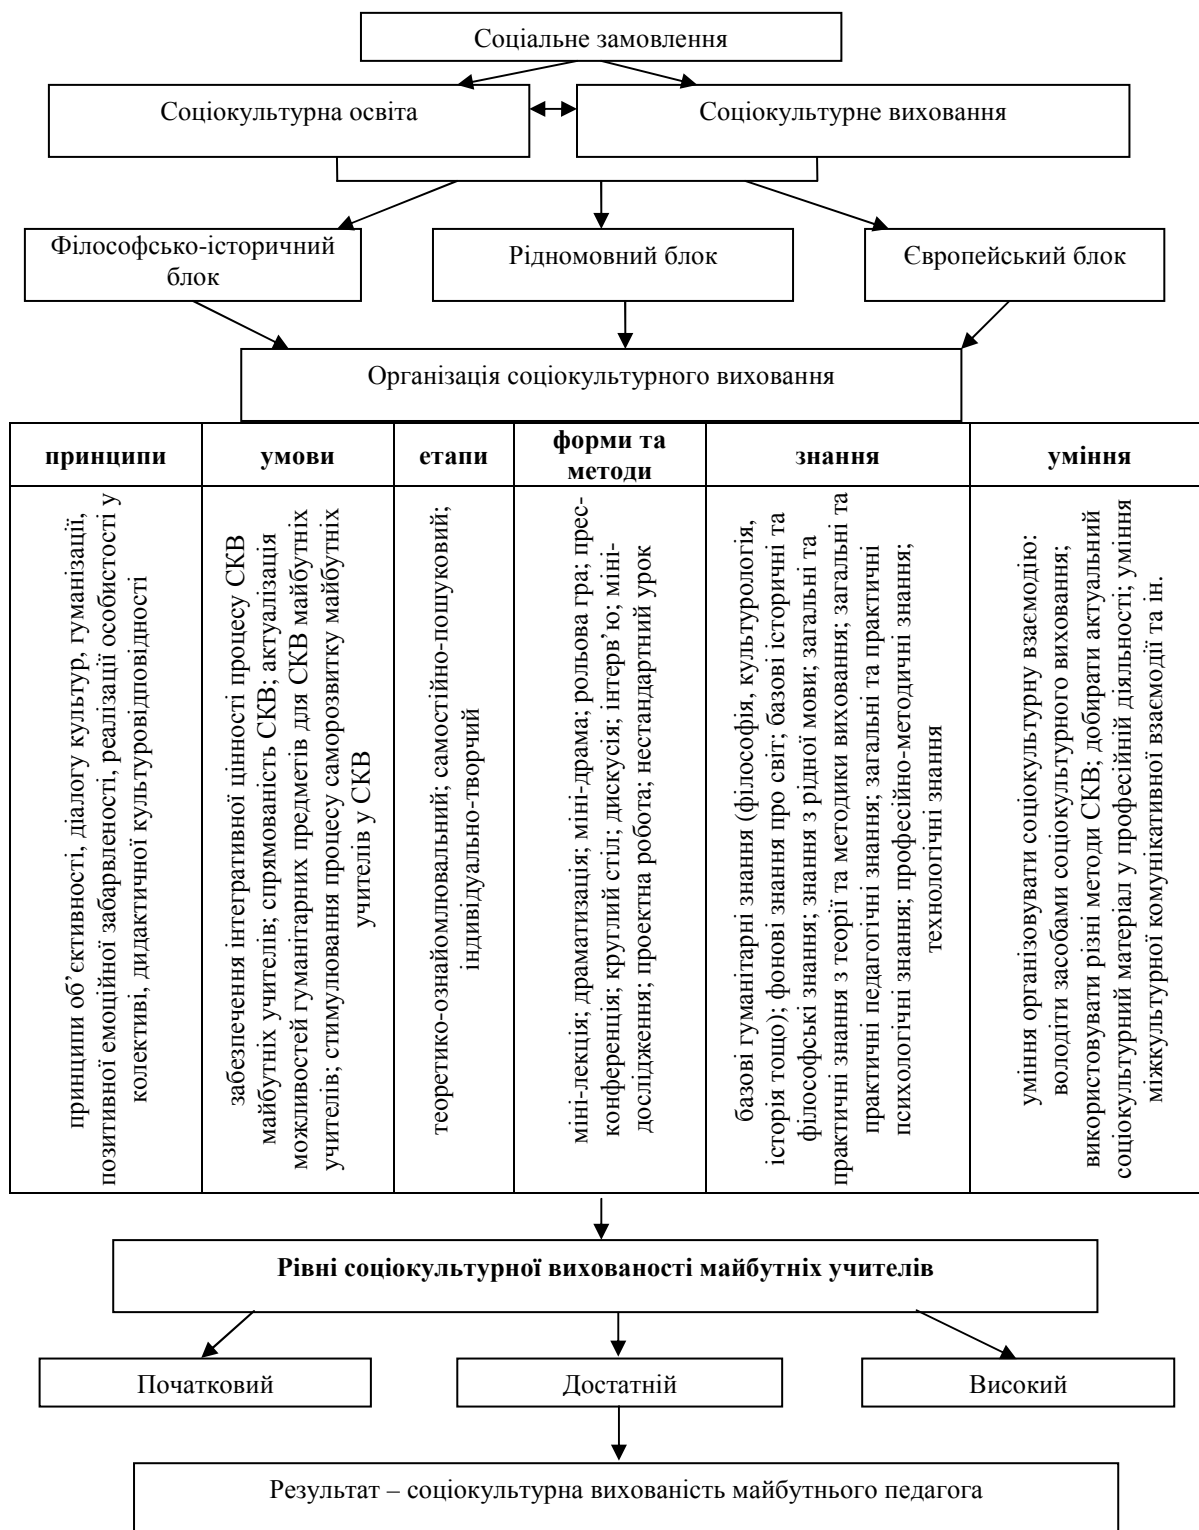 Соціальне замовлення
Соціокультурна освіта
Соціокультурне виховання
Філософсько-історичний
блок
Рідномовний блок
Європейський блок
Організація соціокультурного виховання
принципи
умови
етапи
форми та
методи
знання
уміння
принципи об’єктивності, діалогу культур, гуманізації,
позитивної емоційної забарвленості, реалізації особистості у
колективі, дидактичної культуровідповідності
забезпечення інтегративної цінності процесу СКВ
майбутніх учителів; спрямованість СКВ; актуалізація
можливостей гуманітарних предметів для СКВ майбутніх
учителів; стимулювання процесу саморозвитку майбутніх
учителів у СКВ
теоретико-ознайомлювальний; самостійно-пошуковий;
індивідуально-творчий
міні-лекція; драматизація; міні-драма; рольова гра; прес-
конференція; круглий стіл; дискусія; інтерв’ю; міні-
дослідження; проектна робота; нестандартний урок
базові гуманітарні знання (філософія, культурологія,
історія тощо); фонові знання про світ; базові історичні та
філософські знання; знання з рідної мови; загальні та
практичні знання з теорії та методики виховання; загальні та
практичні педагогічні знання; загальні та практичні
психологічні знання; професійно-методичні знання;
технологічні знання
уміння організовувати соціокультурну взаємодію:
володіти засобами соціокультурного виховання;
використовувати різні методи СКВ; добирати актуальний
соціокультурний матеріал у професійній діяльності; уміння
міжкультурної комунікативної взаємодії та ін.
Рівні соціокультурної вихованості майбутніх учителів
Початковий
Достатній
Високий
Результат – соціокультурна вихованість майбутнього педагога